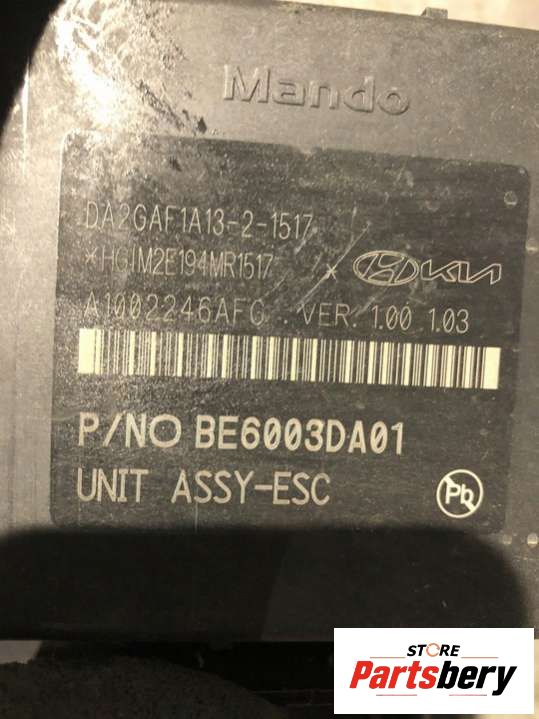 Mando
DA2GAF1A13-2-1517
*HGIM2E194MR1517 *
KIA
A1002246AFG . VER. 1.00 1.03
P/NO BE6003DA01
UNIT ASSY-ESC
Pb
STORE
Partsbery